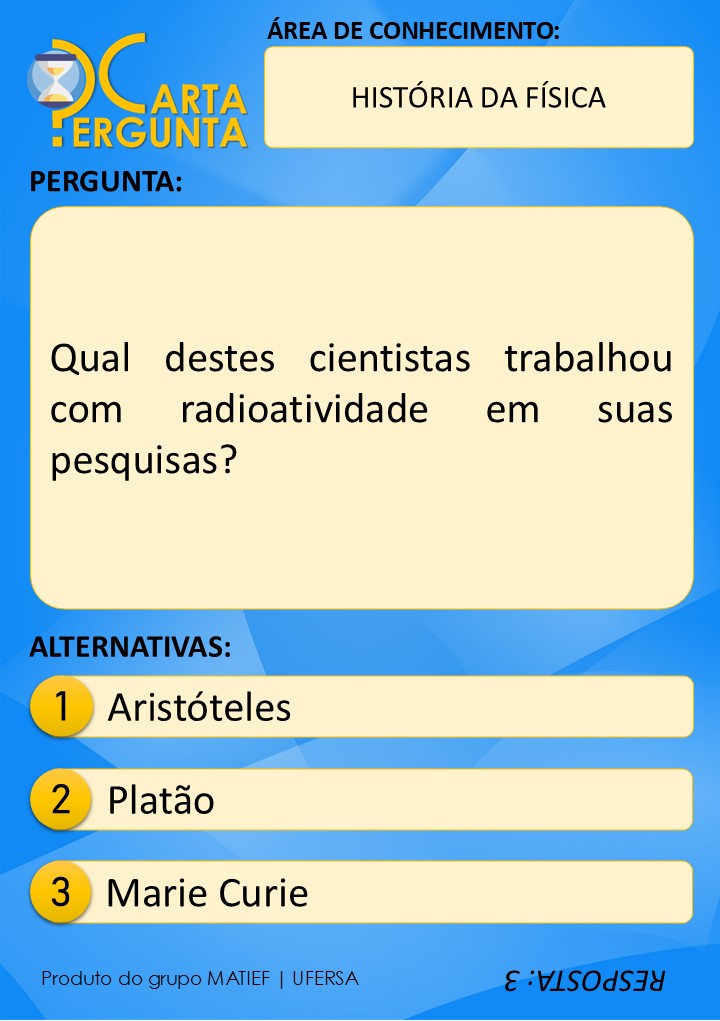 CARTA
PERGUNTA
ÁREA DE CONHECIMENTO:
HISTÓRIA DA FÍSICA
PERGUNTA:
Qual destes cientistas trabalhou
com radioatividade em suas
pesquisas?
ALTERNATIVAS:
1 Aristóteles
2 Platão
3 Marie Curie
Produto do grupo MATIEF | UFERSA
RESPOSTA: 3